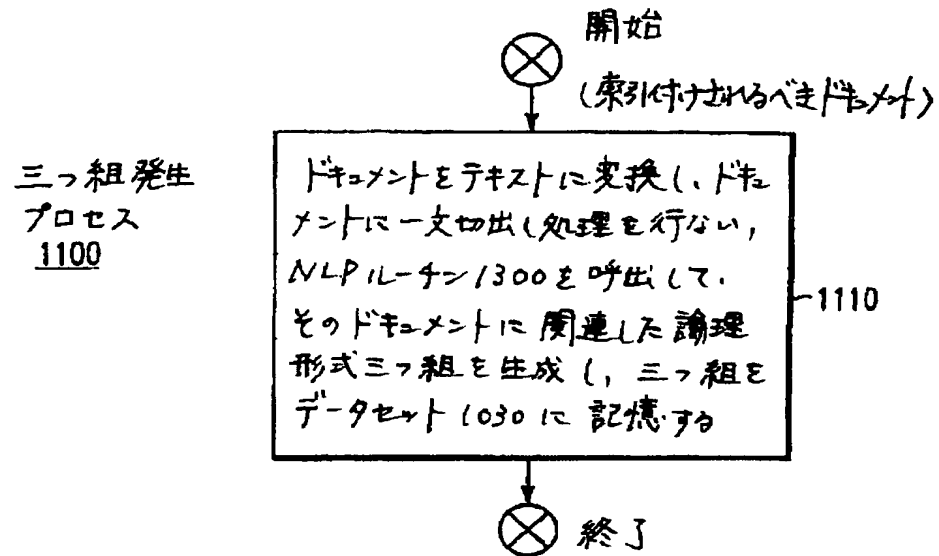 開始
(索引付けされるべきドキュメント)
三つ組発生
プロセス
1100
ドキュメントをテキストに変換し、ドキュ
メントに一文切出し処理を行ない,
NLPルーチン1300を呼出して.
そのドキュメントに関連した論理
形式三つ組を生成し, 三つ組を
データセット1030に記憶する
1110
終了